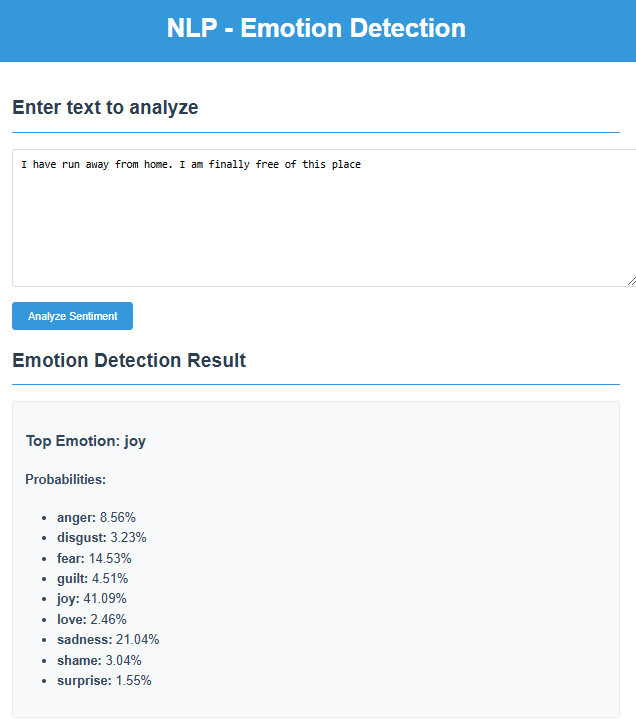 NLP - Emotion Detection
Enter text to analyze
I have run away from home. I am finally free of this place
Analyze Sentiment
Emotion Detection Result
Top Emotion: joy
Probabilities:
• anger: 8.56%
• disgust: 3.23%
• fear: 14.53%
• guilt: 4.51%
• joy: 41.09%
• love: 2.46%
• sadness: 21.04%
• shame: 3.04%
• surprise: 1.55%